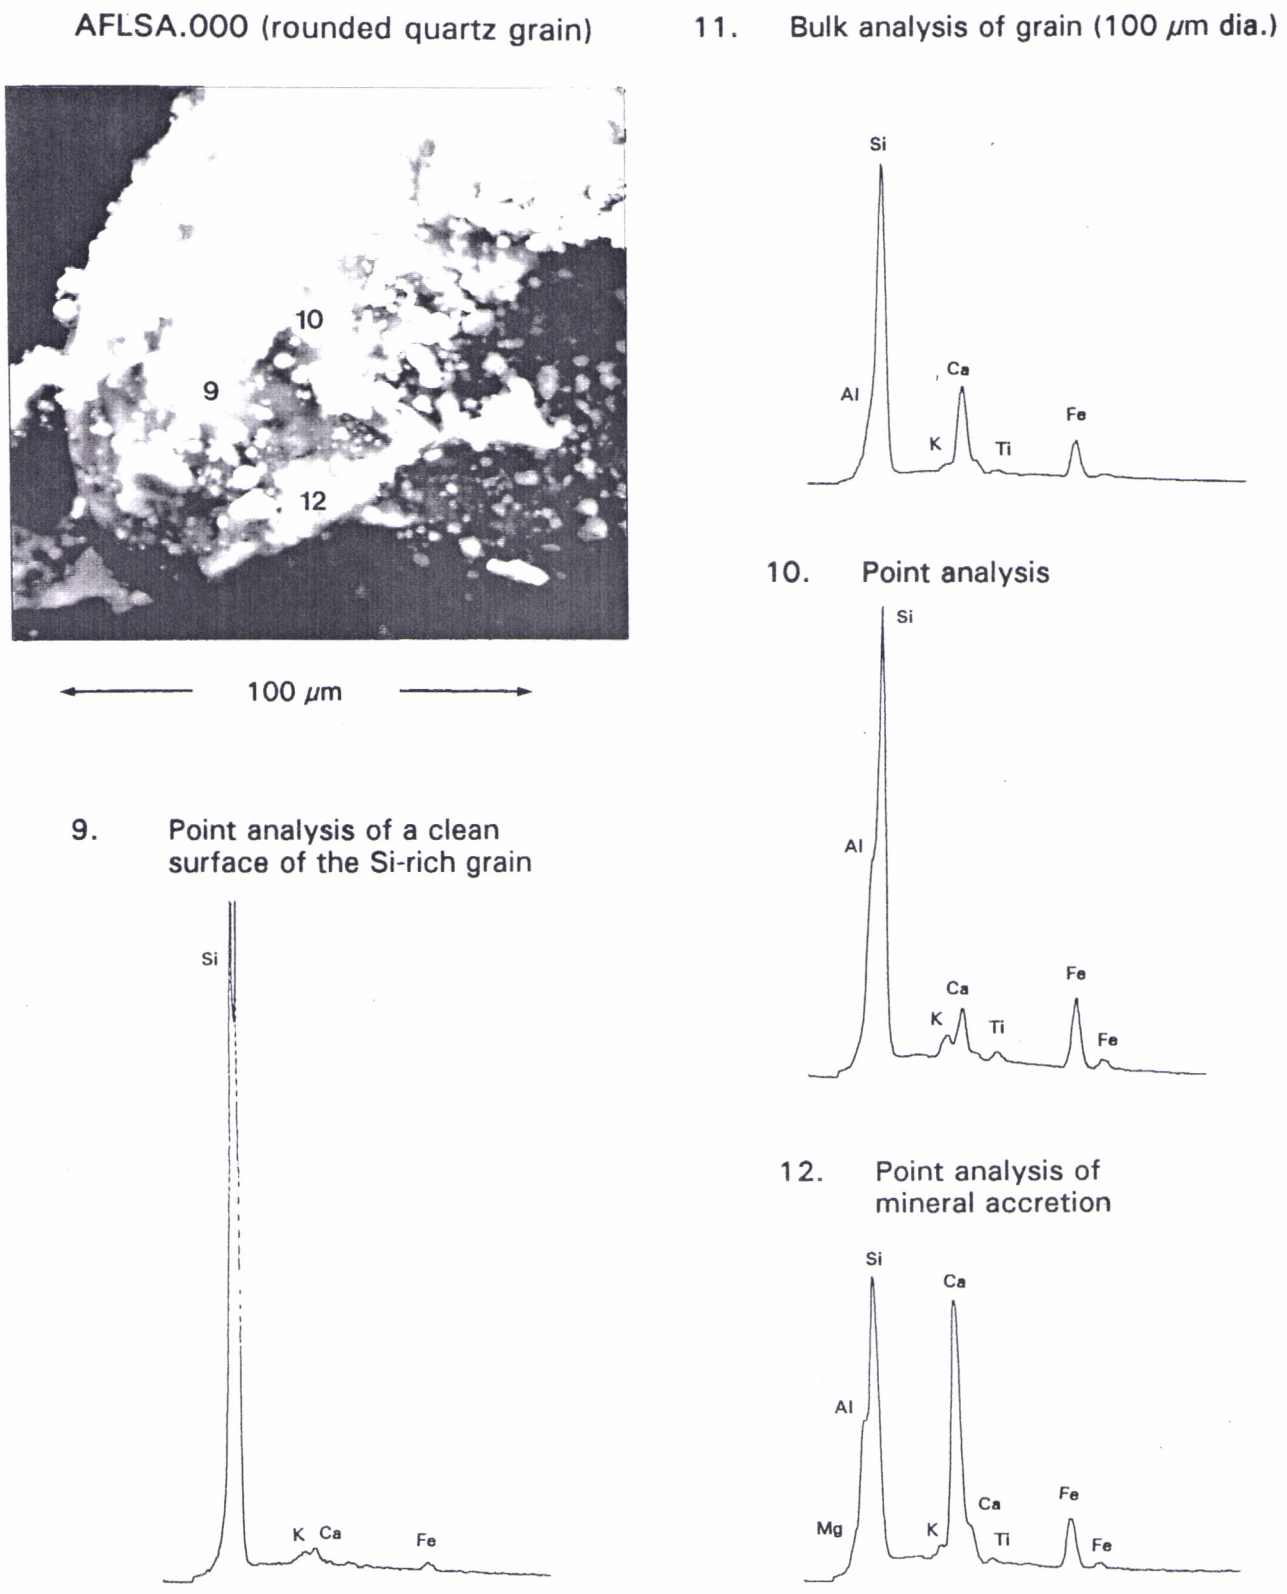 AFLSA.000 (rounded quartz grain)
10
9
12
100 μm
9. Point analysis of a clean
surface of the Si-rich grain
Si
K Ca Fe
11. Bulk analysis of grain (100 μm dia.)
Si
Ca
Al
Fe
K
Ti
10. Point analysis
Si
Al
Fe
Ca
K
Ti
Fe
12. Point analysis of
mineral accretion
Si
Ca
Al
Fe
Ca
Mg
K
Ti
Fe